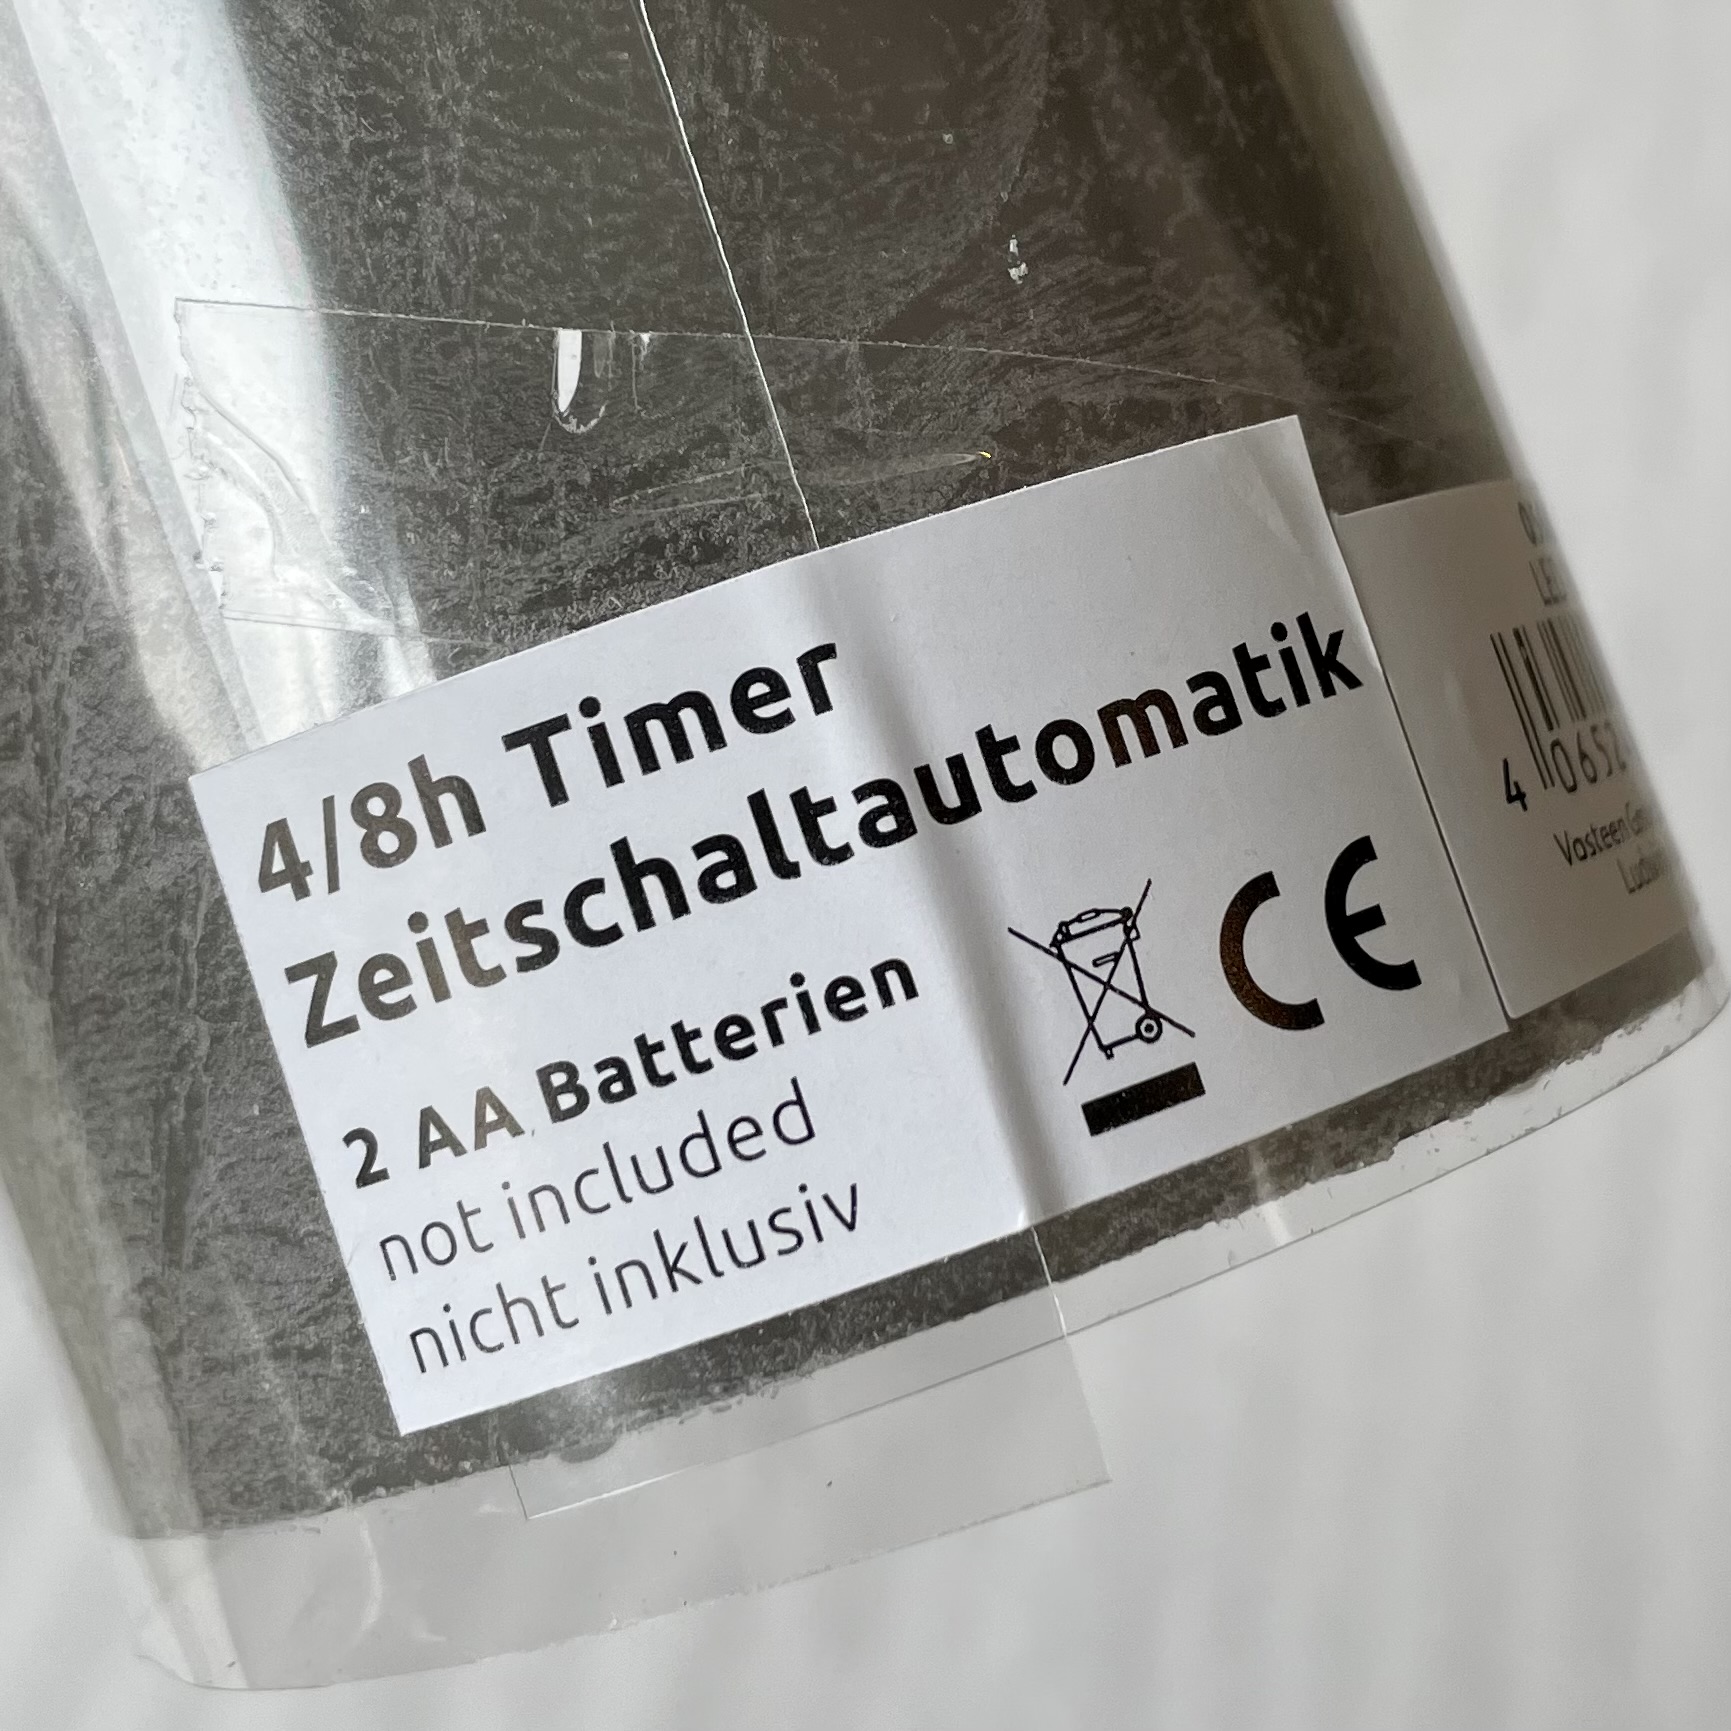 4/8h Timer
Zeitschaltautomatik
2 AA Batterien
not included
nicht inklusiv
CE
4 0652
Vosteen